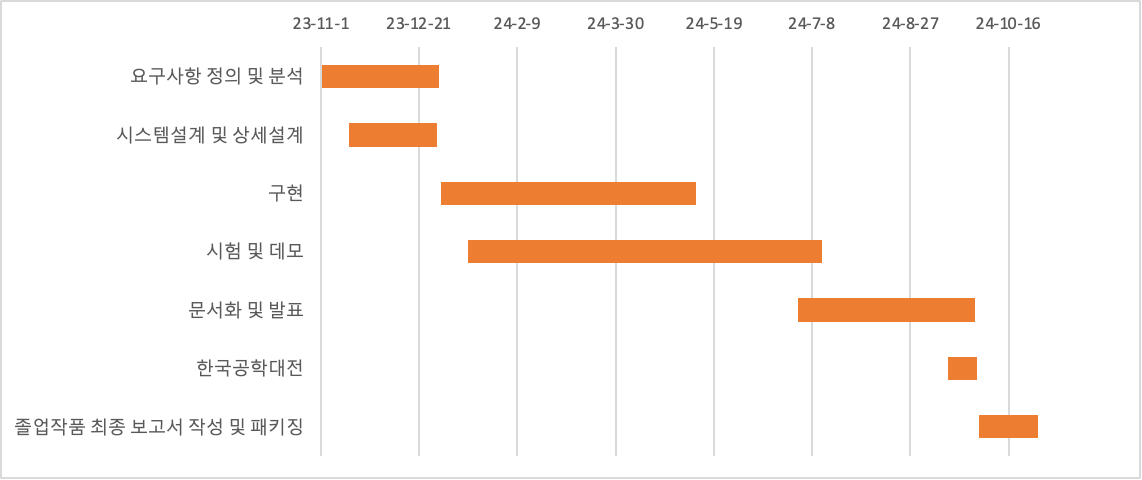 23-11-1 23-12-21 24-2-9 24-3-30 24-5-19 24-7-8 24-8-27 24-10-16
요구사항 정의 및 분석
시스템설계 및 상세설계
구현
시험 및 데모
문서화 및 발표
한국공학대전
졸업작품 최종 보고서 작성 및 패키징